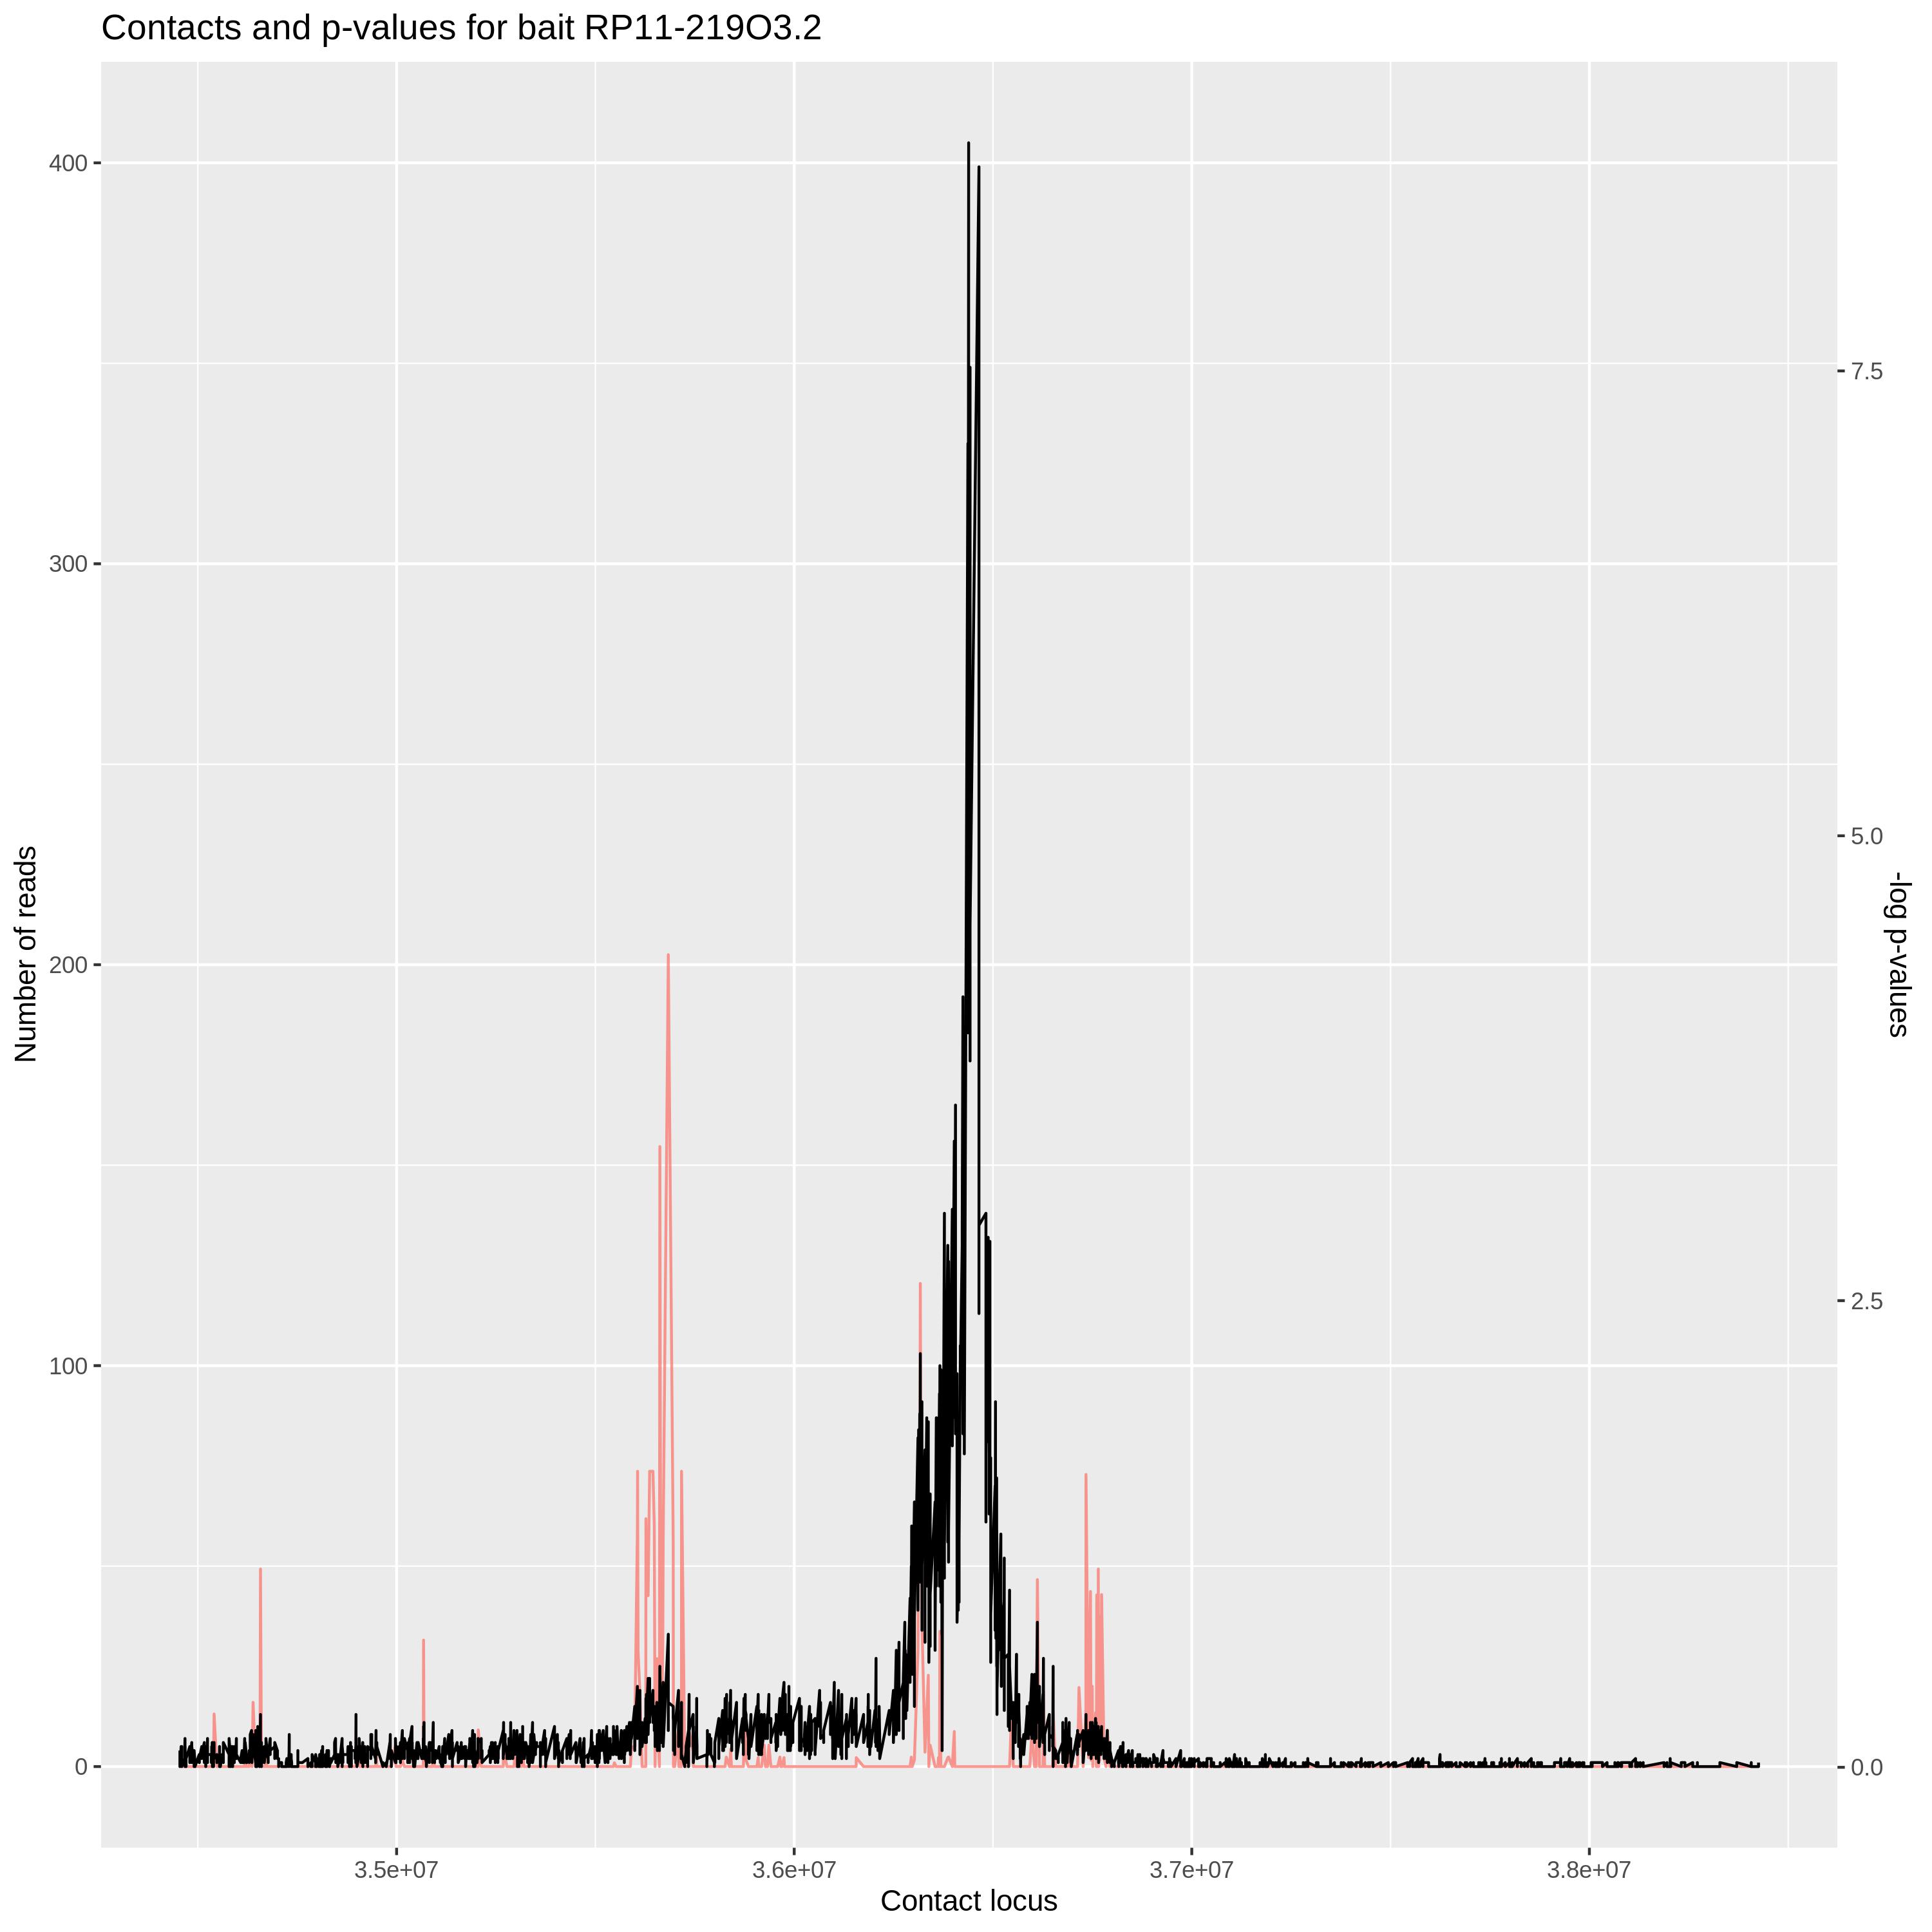 Contacts and p-values for bait RP11-219O3.2
400
300
200
100
0
Number of reads
7.5
5.0
2.5
0.0
-log p-values
3.5e+07
3.6e+07
3.7e+07
3.8e+07
Contact locus